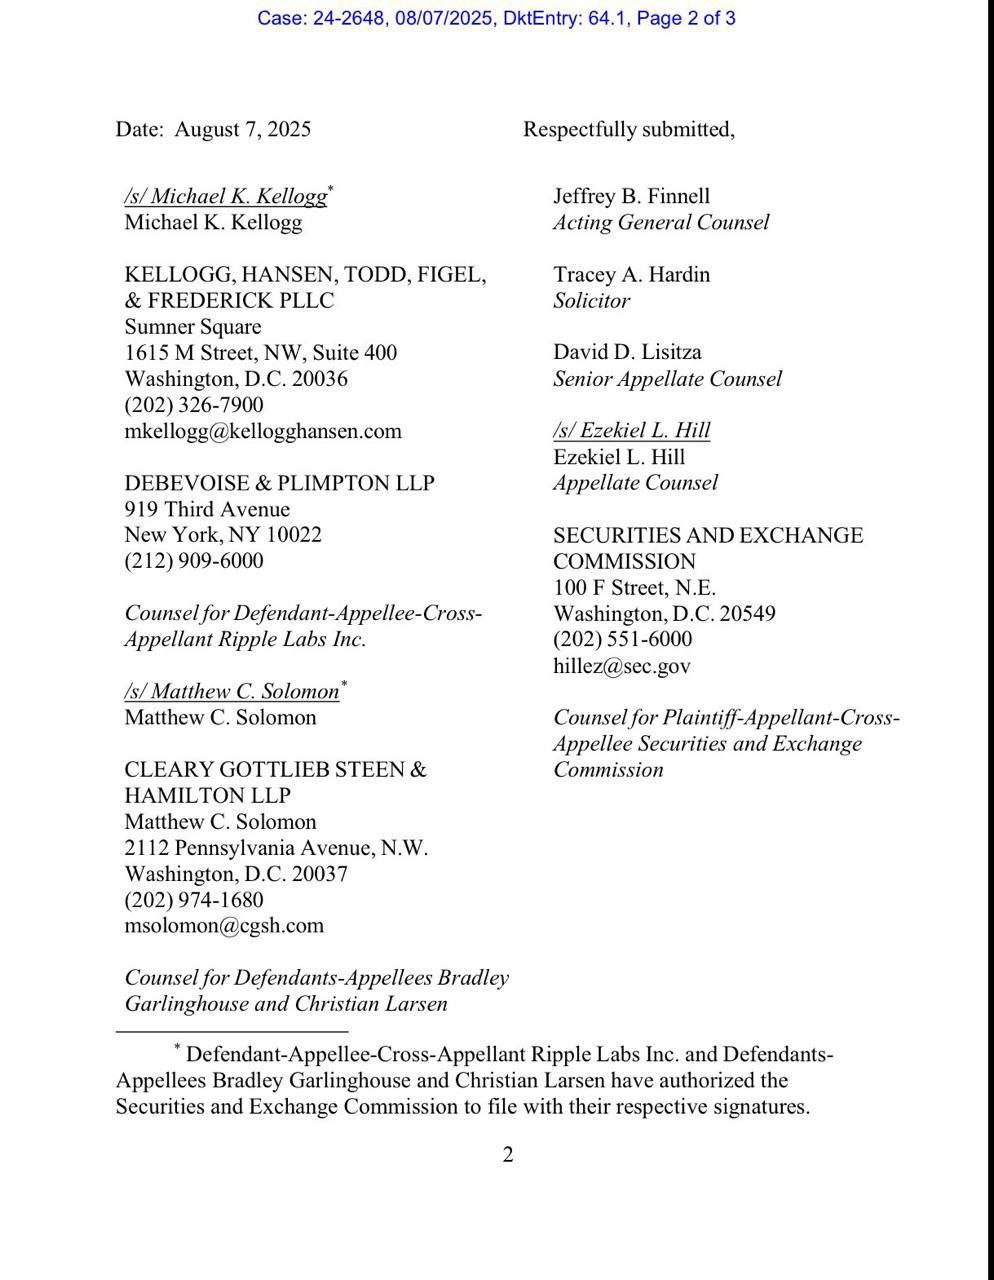 Case: 24-2648, 08/07/2025, DktEntry: 64.1, Page 2 of 3
Date: August 7, 2025
Respectfully submitted,
/s/ Michael K. Kellogg*
Michael K. Kellogg
KELLOGG, HANSEN, TODD, FIGEL,
& FREDERICK PLLC
Sumner Square
1615 M Street, NW, Suite 400
Washington, D.C. 20036
(202) 326-7900
mkellogg@kellogghansen.com
DEBEVOISE & PLIMPTON LLP
919 Third Avenue
New York, NY 10022
(212) 909-6000
Counsel for Defendant-Appellee-Cross-
Appellant Ripple Labs Inc.
/s/ Matthew C. Solomon*
Matthew C. Solomon
CLEARY GOTTLIEB STEEN &
HAMILTON LLP
Matthew C. Solomon
2112 Pennsylvania Avenue, N.W.
Washington, D.C. 20037
(202) 974-1680
msolomon@cgsh.com
Counsel for Defendants-Appellees Bradley
Garlinghouse and Christian Larsen
Jeffrey B. Finnell
Acting General Counsel
Tracey A. Hardin
Solicitor
David D. Lisitza
Senior Appellate Counsel
/s/ Ezekiel L. Hill
Ezekiel L. Hill
Appellate Counsel
SECURITIES AND EXCHANGE
COMMISSION
100 F Street, N.E.
Washington, D.C. 20549
(202) 551-6000
hillez@sec.gov
Counsel for Plaintiff-Appellant-Cross-
Appellee Securities and Exchange
Commission
* Defendant-Appellee-Cross-Appellant Ripple Labs Inc. and Defendants-
Appellees Bradley Garlinghouse and Christian Larsen have authorized the
Securities and Exchange Commission to file with their respective signatures.
2